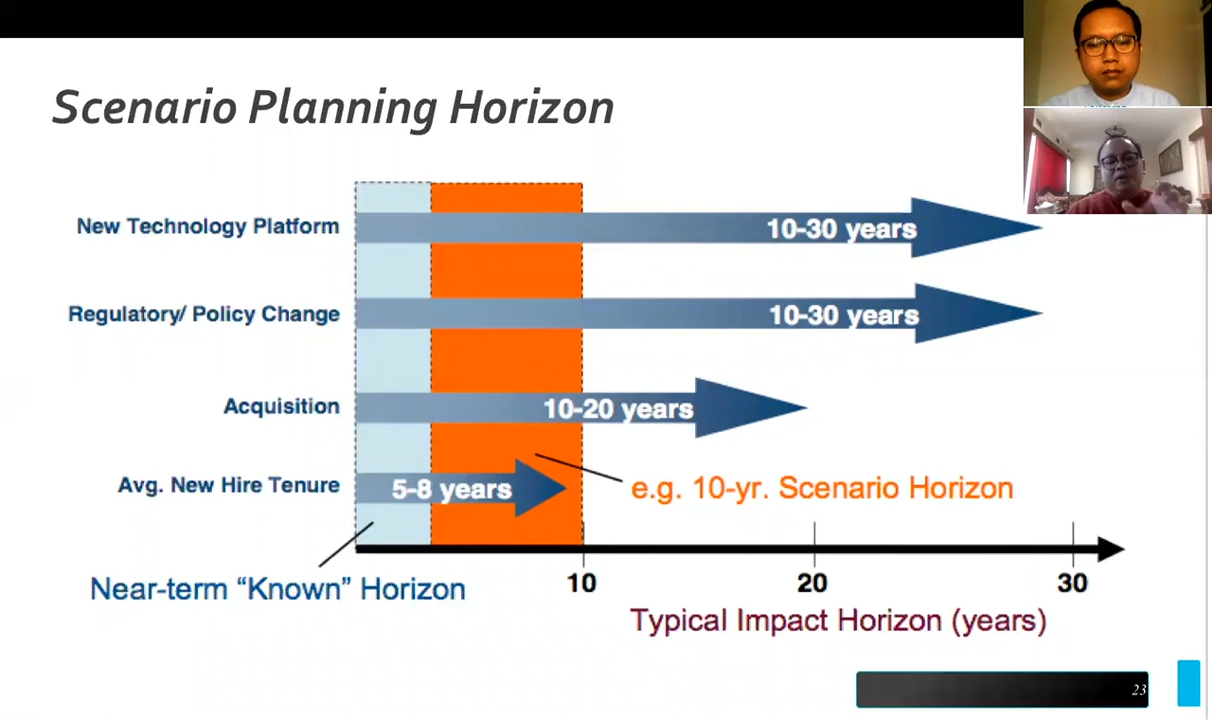 Scenario Planning Horizon
New Technology Platform
10-30 years
Regulatory/ Policy Change
10-30 years
Acquisition
10-20 years
Avg. New Hire Tenure
5-8 years
e.g. 10-yr. Scenario Horizon
Near-term “Known” Horizon
10
20
30
Typical Impact Horizon (years)
23